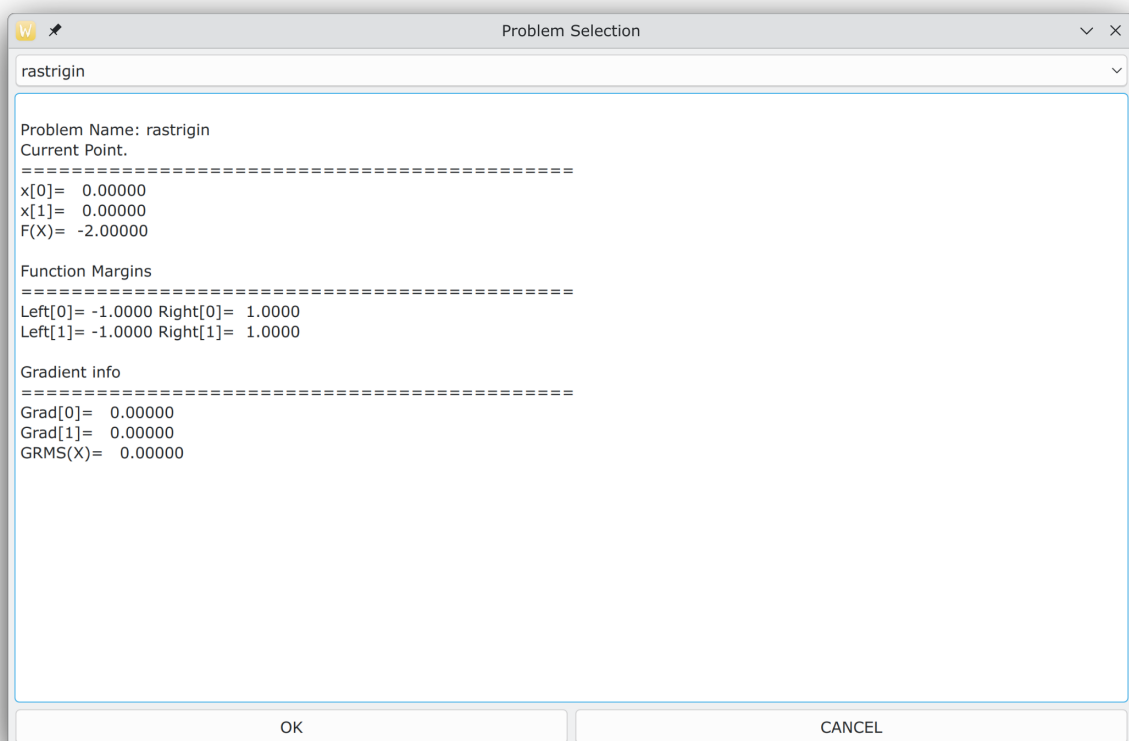 W
Problem Selection
rastrigin
Problem Name: rastrigin
Current Point.
============================================
x[0]=   0.00000
x[1]=   0.00000
F(X)=  -2.00000
Function Margins
============================================
Left[0]= -1.0000 Right[0]=  1.0000
Left[1]= -1.0000 Right[1]=  1.0000
Gradient info
============================================
Grad[0]=   0.00000
Grad[1]=   0.00000
GRMS(X)=   0.00000
OK
CANCEL